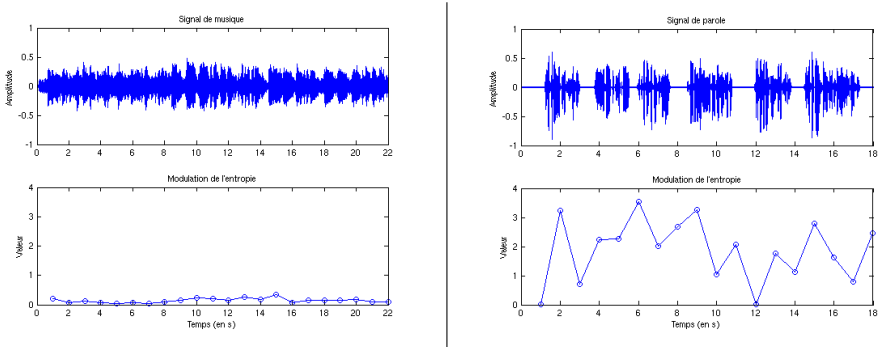 Signal de musique
1
0.5
0
-0.5
-1
Amplitude
0 2 4 6 8 10 12 14 16 18 20 22
Modulation de l'entropie
4
3
2
1
0
Valeur
0 2 4 6 8 10 12 14 16 18 20 22
Temps (en s)
Signal de parole
1
0.5
0
-0.5
-1
Amplitude
0 2 4 6 8 10 12 14 16 18
Modulation de l'entropie
4
3
2
1
0
Valeur
0 2 4 6 8 10 12 14 16 18
Temps (en s)